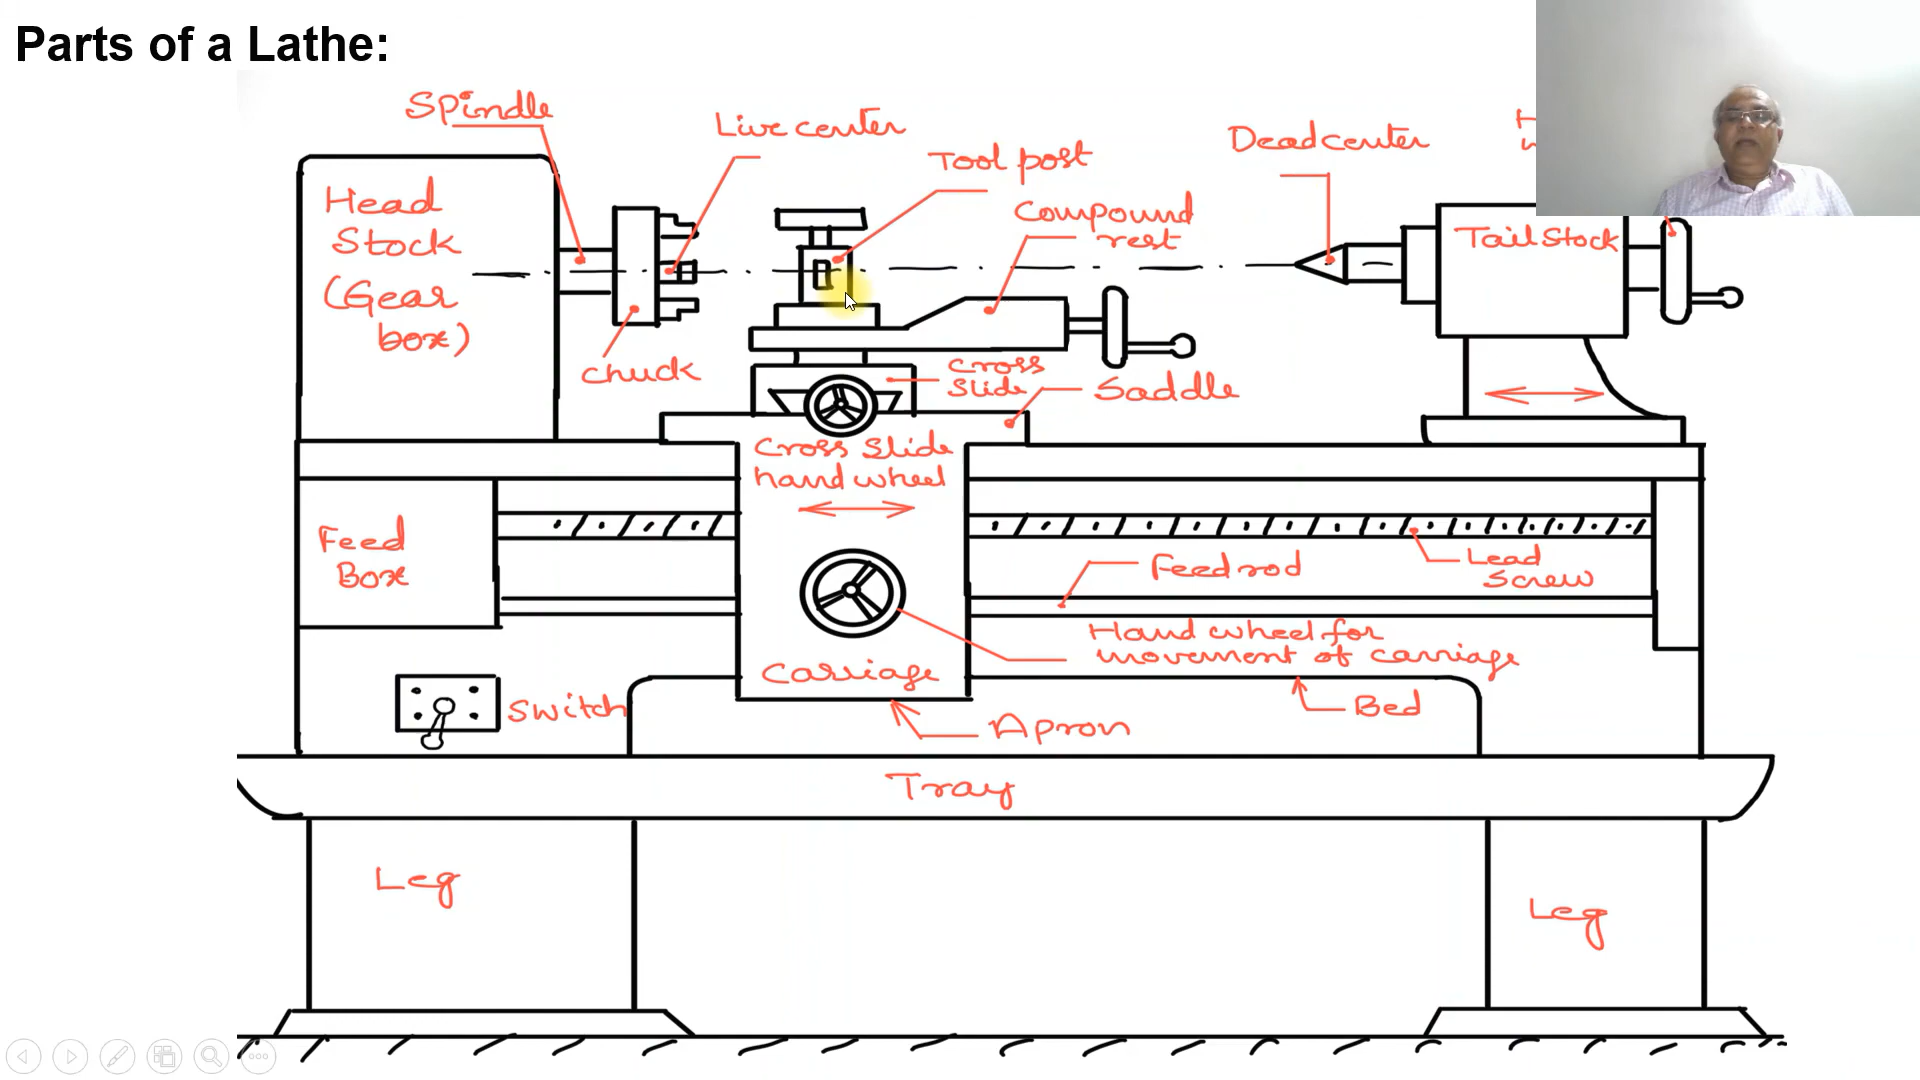 Parts of a Lathe:
Spindle
Live center
Tool post
Dead center
Head
Stock
(Gear
box)
Compound
rest
Tail Stock
chuck
Cross
Slide
Saddle
Cross Slide
hand wheel
Feed
Box
Feed rod
Lead
Screw
Hand wheel for
movement of carriage
Carriage
Switch
Apron
Bed
Tray
Leg
Leg